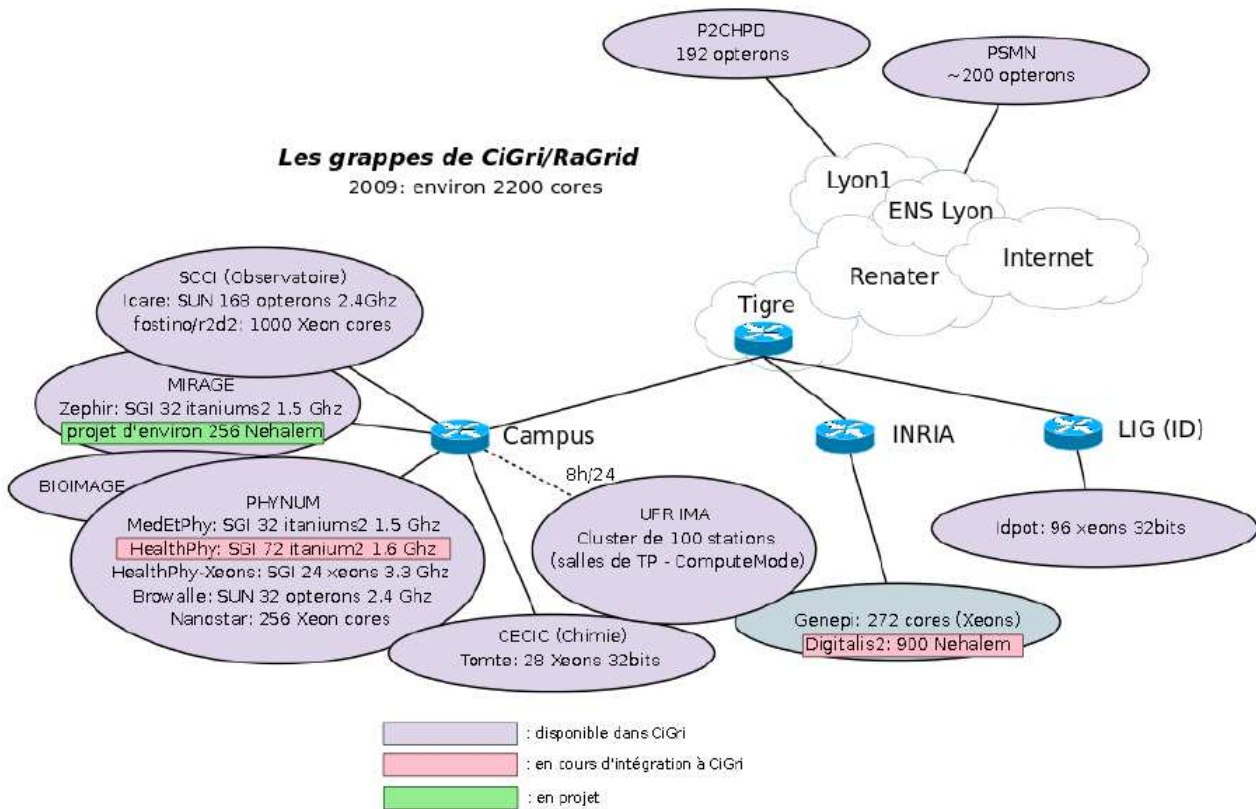 P2CHPD
192 opterons
PSMN
~200 opterons
Les grappes de CiGri/RaGrid
2009: environ 2200 cores
Lyon1
ENS Lyon
Internet
Renater
Tigre
SCCI (Observatoire)
Icare: SUN 168 opterons 2.4Ghz
fostino/r2d2: 1000 Xeon cores
MIRAGE
Zephir: SGI 32 itaniums2 1.5 Ghz
projet d'environ 256 Nehalem
Campus
INRIA
LIG (ID)
8h/24
BIOIMAGE
PHYNUM
MedEtPhy: SGI 32 itaniums2 1.5 Ghz
HealthPhy: SGI 72 itanium2 1.6 Ghz
HealthPhy-Xeons: SGI 24 xeons 3.3 Ghz
Browalle: SUN 32 opterons 2.4 Ghz
Nanostar: 256 Xeon cores
UFR IMA
Cluster de 100 stations
(salles de TP - ComputeMode)
Idpot: 96 xeons 32bits
CECIC (Chimie)
Tomte: 28 Xeons 32bits
Genepi: 272 cores (Xeons)
Digitalis2: 900 Nehalem
: disponible dans CiGri
: en cours d'intégration à CiGri
: en projet